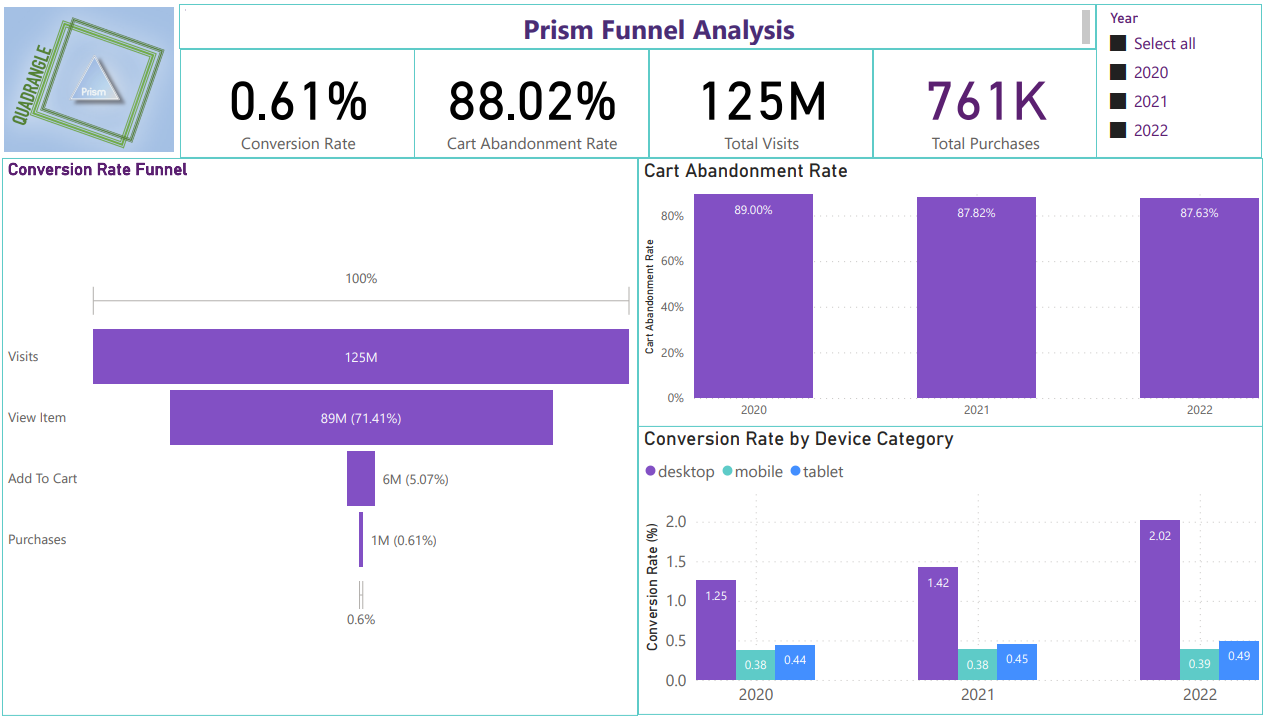 QUADRANGLE
Prism
Prism Funnel Analysis
0.61%
Conversion Rate
88.02%
Cart Abandonment Rate
125M
Total Visits
761K
Total Purchases
Year
Select all
2020
2021
2022
Conversion Rate Funnel
100%
Visits
125M
View Item
89M (71.41%)
Add To Cart
6M (5.07%)
Purchases
1M (0.61%)
0.6%
Cart Abandonment Rate
Cart Abandonment Rate
80%
60%
40%
20%
0%
89.00%
87.82%
87.63%
2020
2021
2022
Conversion Rate by Device Category
desktop mobile tablet
Conversion Rate (%)
2.0
1.5
1.0
0.5
0.0
1.25
0.38
0.44
1.42
0.38
0.45
2.02
0.39
0.49
2020
2021
2022